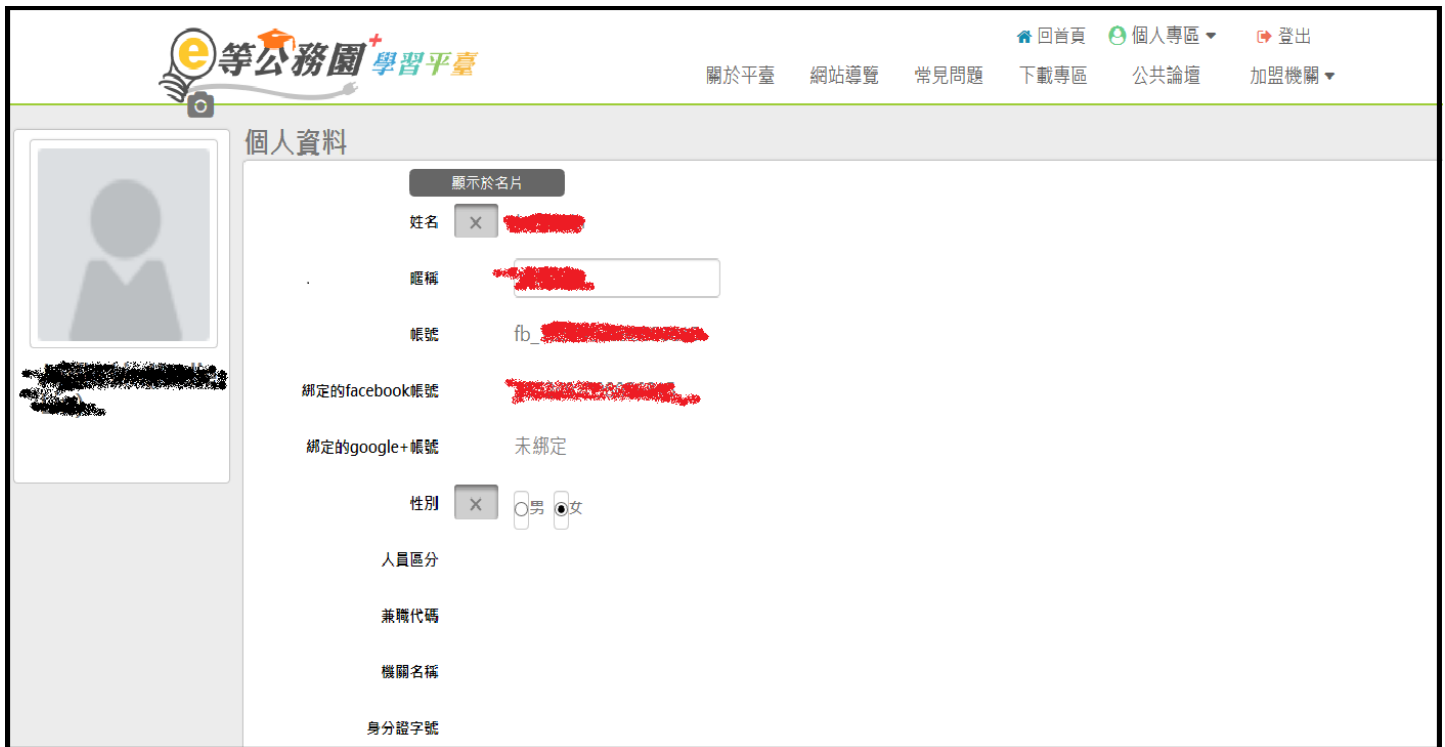 e等公務園+學習平臺
回首頁 個人專區 登出
關於平臺 網站導覽 常見問題 下載專區 公共論壇 加盟機關
個人資料
顯示於名片
姓名 ×
暱稱
帳號 fb_
綁定的facebook帳號
綁定的google+帳號 未綁定
性別 × 男 女
人員區分
兼職代碼
機關名稱
身分證字號